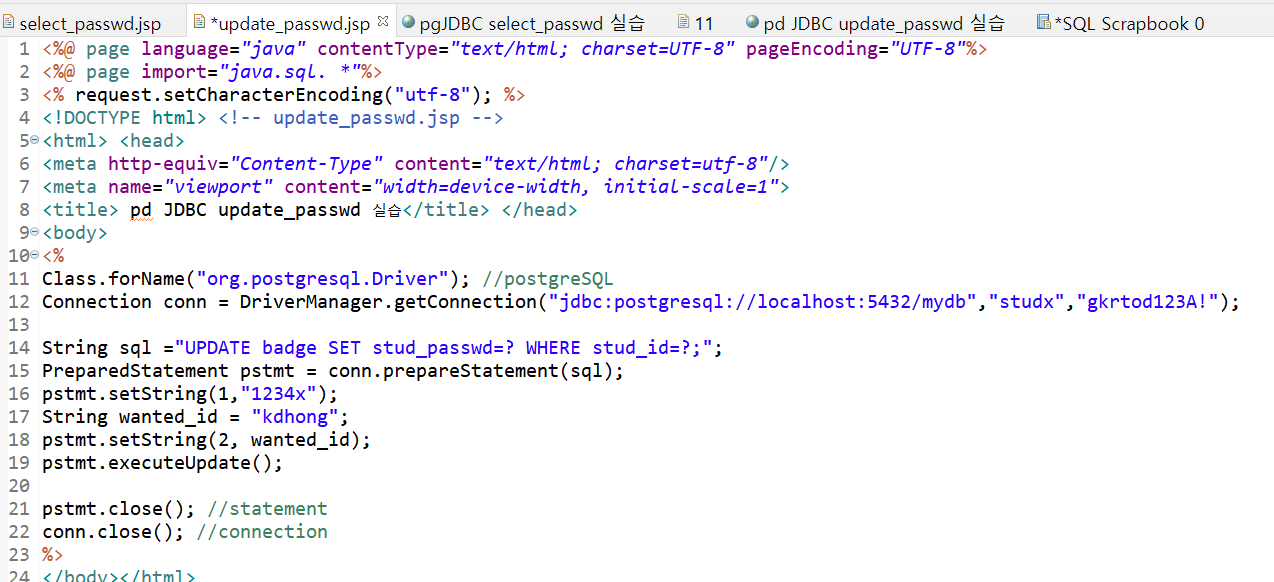 select_passwd.jsp *update_passwd.jsp pgJDBC select_passwd 실습 11 pd JDBC update_passwd 실습 *SQL Scrapbook 0
1 <%@ page language="java" contentType="text/html; charset=UTF-8" pageEncoding="UTF-8"%>
2 <%@ page import="java.sql. *"%>
3 <% request.setCharacterEncoding("utf-8"); %>
4 <!DOCTYPE html> <!-- update_passwd.jsp -->
5 <html> <head>
6 <meta http-equiv="Content-Type" content="text/html; charset=utf-8"/>
7 <meta name="viewport" content="width=device-width, initial-scale=1">
8 <title> pd JDBC update_passwd 실습</title> </head>
9 <body>
10 <%
11 Class.forName("org.postgresql.Driver"); //postgreSQL
12 Connection conn = DriverManager.getConnection("jdbc:postgresql://localhost:5432/mydb","studx","gkrtod123A!");
13
14 String sql ="UPDATE badge SET stud_passwd=? WHERE stud_id=?;";
15 PreparedStatement pstmt = conn.prepareStatement(sql);
16 pstmt.setString(1,"1234x");
17 String wanted_id = "kdhong";
18 pstmt.setString(2, wanted_id);
19 pstmt.executeUpdate();
20
21 pstmt.close(); //statement
22 conn.close(); //connection
23 %>
24 </body></html>